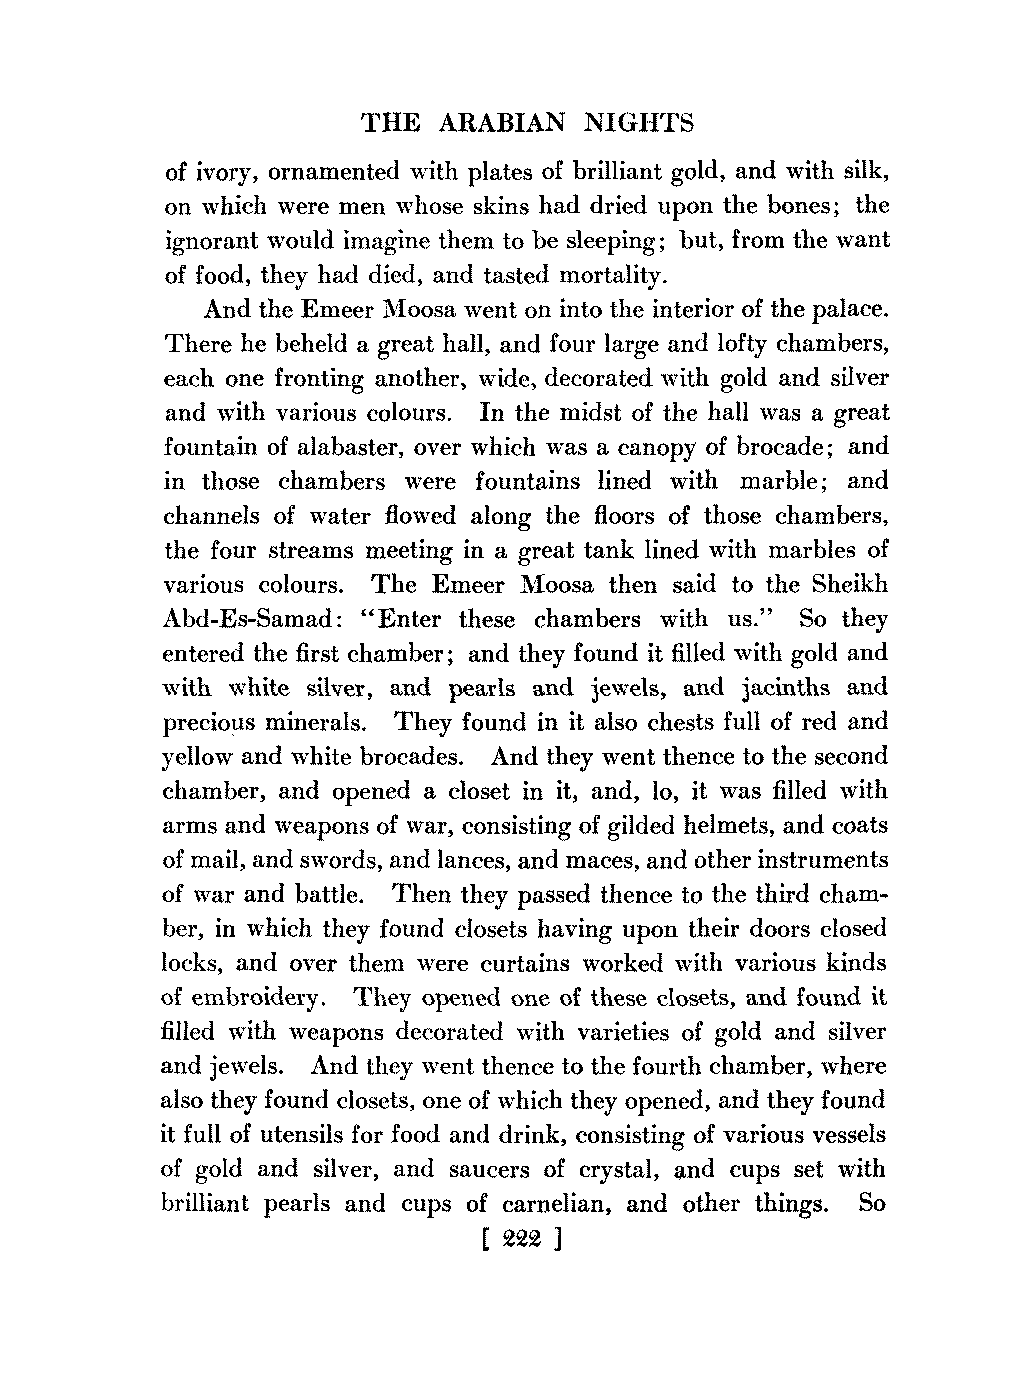 THE ARABIAN NIGHTS
of ivory, ornamented with plates of brilliant gold, and with silk,
on which were men whose skins had dried upon the bones; the
ignorant would imagine them to be sleeping; but, from the want
of food, they had died, and tasted mortality.
And the Emeer Moosa went on into the interior of the palace.
There he beheld a great hall, and four large and lofty chambers,
each one fronting another, wide, decorated with gold and silver
and with various colours. In the midst of the hall was a great
fountain of alabaster, over which was a canopy of brocade; and
in those chambers were fountains lined with marble; and
channels of water flowed along the floors of those chambers,
the four streams meeting in a great tank lined with marbles of
various colours. The Emeer Moosa then said to the Sheikh
Abd-Es-Samad: “Enter these chambers with us.” So they
entered the first chamber; and they found it filled with gold and
with white silver, and pearls and jewels, and jacinths and
precious minerals. They found in it also chests full of red and
yellow and white brocades. And they went thence to the second
chamber, and opened a closet in it, and, lo, it was filled with
arms and weapons of war, consisting of gilded helmets, and coats
of mail, and swords, and lances, and maces, and other instruments
of war and battle. Then they passed thence to the third cham-
ber, in which they found closets having upon their doors closed
locks, and over them were curtains worked with various kinds
of embroidery. They opened one of these closets, and found it
filled with weapons decorated with varieties of gold and silver
and jewels. And they went thence to the fourth chamber, where
also they found closets, one of which they opened, and they found
it full of utensils for food and drink, consisting of various vessels
of gold and silver, and saucers of crystal, and cups set with
brilliant pearls and cups of carnelian, and other things. So
[ 222 ]